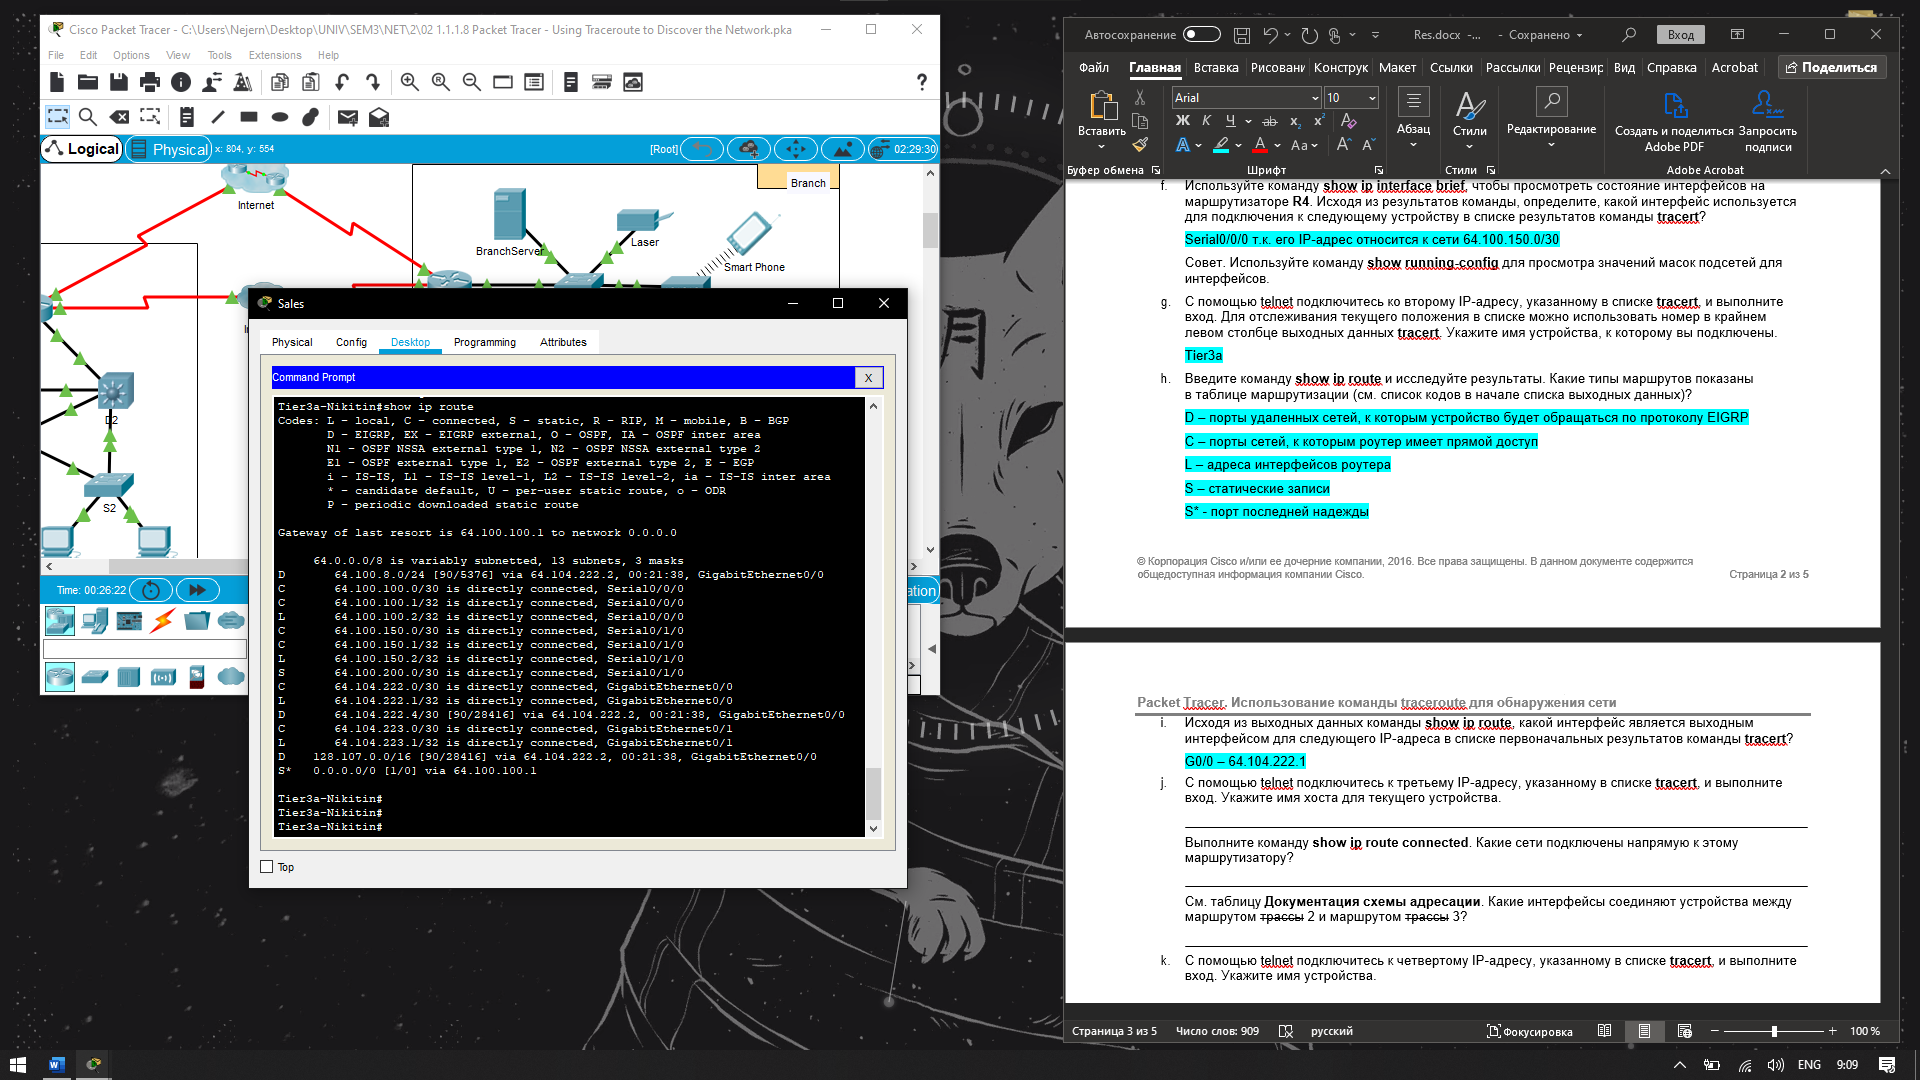 Cisco Packet Tracer - C:\Users\Nejern\Desktop\UNIV\SEM3\NET\2\02 1.1.1.8 Packet Tracer - Using Traceroute to Discover the Network.pka
File Edit Options View Tools Extensions Help
Logical
Physical
x: 804, y: 554
[Root]
02:29:30
Branch
Internet
BranchServer
Laser
Smart Phone
D2
S2
Time: 00:26:22
Sales
Physical Config Desktop Programming Attributes
Command Prompt
X
Tier3a-Nikitin#show ip route
Codes: L - local, C - connected, S - static, R - RIP, M - mobile, B - BGP
D - EIGRP, EX - EIGRP external, O - OSPF, IA - OSPF inter area
N1 - OSPF NSSA external type 1, N2 - OSPF NSSA external type 2
E1 - OSPF external type 1, E2 - OSPF external type 2, E - EGP
i - IS-IS, L1 - IS-IS level-1, L2 - IS-IS level-2, ia - IS-IS inter area
* - candidate default, U - per-user static route, o - ODR
P - periodic downloaded static route
Gateway of last resort is 64.100.100.1 to network 0.0.0.0
64.0.0.0/8 is variably subnetted, 13 subnets, 3 masks
D 64.100.8.0/24 [90/5376] via 64.104.222.2, 00:21:38, GigabitEthernet0/0
C 64.100.100.0/30 is directly connected, Serial0/0/0
C 64.100.100.1/32 is directly connected, Serial0/0/0
L 64.100.100.2/32 is directly connected, Serial0/0/0
C 64.100.150.0/30 is directly connected, Serial0/1/0
C 64.100.150.1/32 is directly connected, Serial0/1/0
L 64.100.150.2/32 is directly connected, Serial0/1/0
S 64.100.200.0/30 is directly connected, Serial0/1/0
C 64.104.222.0/30 is directly connected, GigabitEthernet0/0
L 64.104.222.1/32 is directly connected, GigabitEthernet0/0
D 64.104.222.4/30 [90/28416] via 64.104.222.2, 00:21:38, GigabitEthernet0/0
C 64.104.223.0/30 is directly connected, GigabitEthernet0/1
L 64.104.223.1/32 is directly connected, GigabitEthernet0/1
D 128.107.0.0/16 [90/28416] via 64.104.222.2, 00:21:38, GigabitEthernet0/0
S* 0.0.0.0/0 [1/0] via 64.100.100.1
Tier3a-Nikitin#
Tier3a-Nikitin#
Tier3a-Nikitin#
Top
Автосохранение
Res.docx -... - Сохранено
Вход
Файл Главная Вставка Рисовани Конструк Макет Ссылки Рассылки Рецензир Вид Справка Acrobat
Поделиться
Arial
10
Вставить
Ж К Ч
Aa
Абзац
Стили
Редактирование
Создать и поделиться Adobe PDF
Запросить подписи
Буфер обмена
Шрифт
Стили
Adobe Acrobat
f. Используйте команду show ip interface brief, чтобы просмотреть состояние интерфейсов на
маршрутизаторе R4. Исходя из результатов команды, определите, какой интерфейс используется
для подключения к следующему устройству в списке результатов команды tracert?
Serial0/0/0 т.к. его IP-адрес относится к сети 64.100.150.0/30
Совет. Используйте команду show running-config для просмотра значений масок подсетей для
интерфейсов.
g. С помощью telnet подключитесь ко второму IP-адресу, указанному в списке tracert, и выполните
вход. Для отслеживания текущего положения в списке можно использовать номер в крайнем
левом столбце выходных данных tracert. Укажите имя устройства, к которому вы подключены.
Tier3a
h. Введите команду show ip route и исследуйте результаты. Какие типы маршрутов показаны
в таблице маршрутизации (см. список кодов в начале списка выходных данных)?
D – порты удаленных сетей, к которым устройство будет обращаться по протоколу EIGRP
C – порты сетей, к которым роутер имеет прямой доступ
L – адреса интерфейсов роутера
S – статические записи
S* - порт последней надежды
© Корпорация Cisco и/или ее дочерние компании, 2016. Все права защищены. В данном документе содержится
общедоступная информация компании Cisco.
Страница 2 из 5
Packet Tracer. Использование команды traceroute для обнаружения сети
i. Исходя из выходных данных команды show ip route, какой интерфейс является выходным
интерфейсом для следующего IP-адреса в списке первоначальных результатов команды tracert?
G0/0 – 64.104.222.1
j. С помощью telnet подключитесь к третьему IP-адресу, указанному в списке tracert, и выполните
вход. Укажите имя хоста для текущего устройства.
Выполните команду show ip route connected. Какие сети подключены напрямую к этому
маршрутизатору?
См. таблицу Документация схемы адресации. Какие интерфейсы соединяют устройства между
маршрутом трассы 2 и маршрутом трассы 3?
k. С помощью telnet подключитесь к четвертому IP-адресу, указанному в списке tracert, и выполните
вход. Укажите имя устройства.
Страница 3 из 5
Число слов: 909
русский
Фокусировка
100 %
ENG
9:09